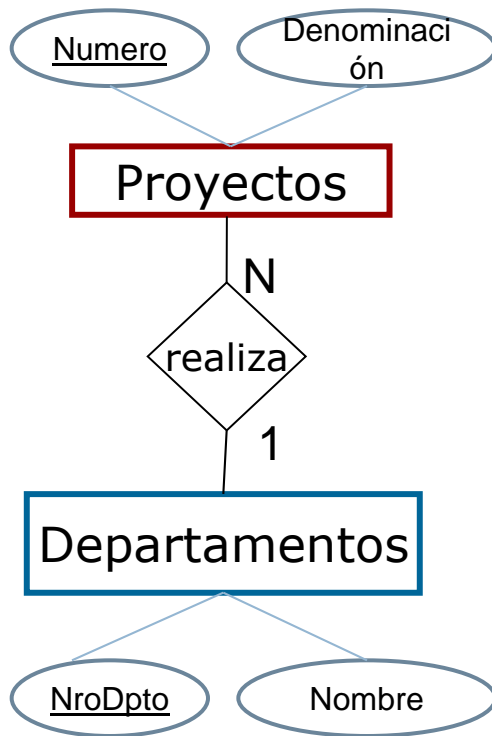 Numero
Denominaci
ón
Proyectos
N
realiza
1
Departamentos
NroDpto
Nombre